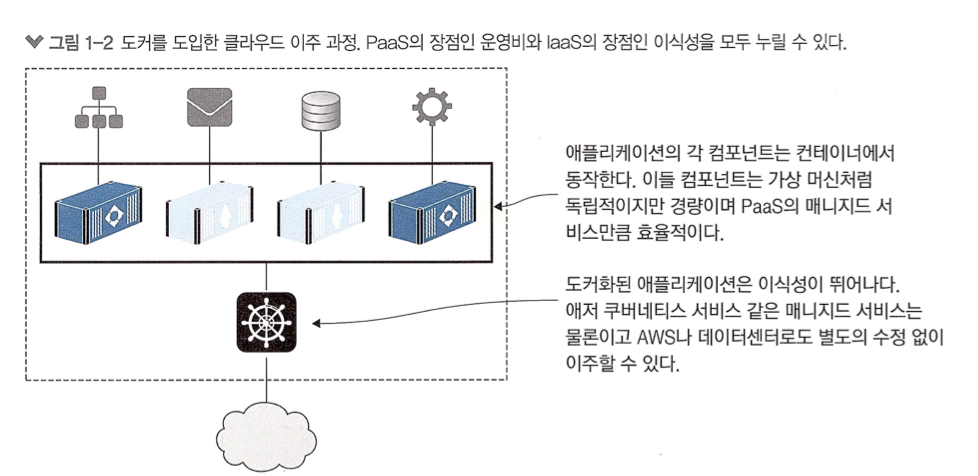 그림 1-2 도커를 도입한 클라우드 이주 과정. PaaS의 장점인 운영비와 IaaS의 장점인 이식성을 모두 누릴 수 있다.
애플리케이션의 각 컴포넌트는 컨테이너에서
동작한다. 이들 컴포넌트는 가상 머신처럼
독립적이지만 경량이며 PaaS의 매니지드 서
비스만큼 효율적이다.
도커화된 애플리케이션은 이식성이 뛰어나다.
애저 쿠버네티스 서비스 같은 매니지드 서비스는
물론이고 AWS나 데이터센터로도 별도의 수정 없이
이주할 수 있다.